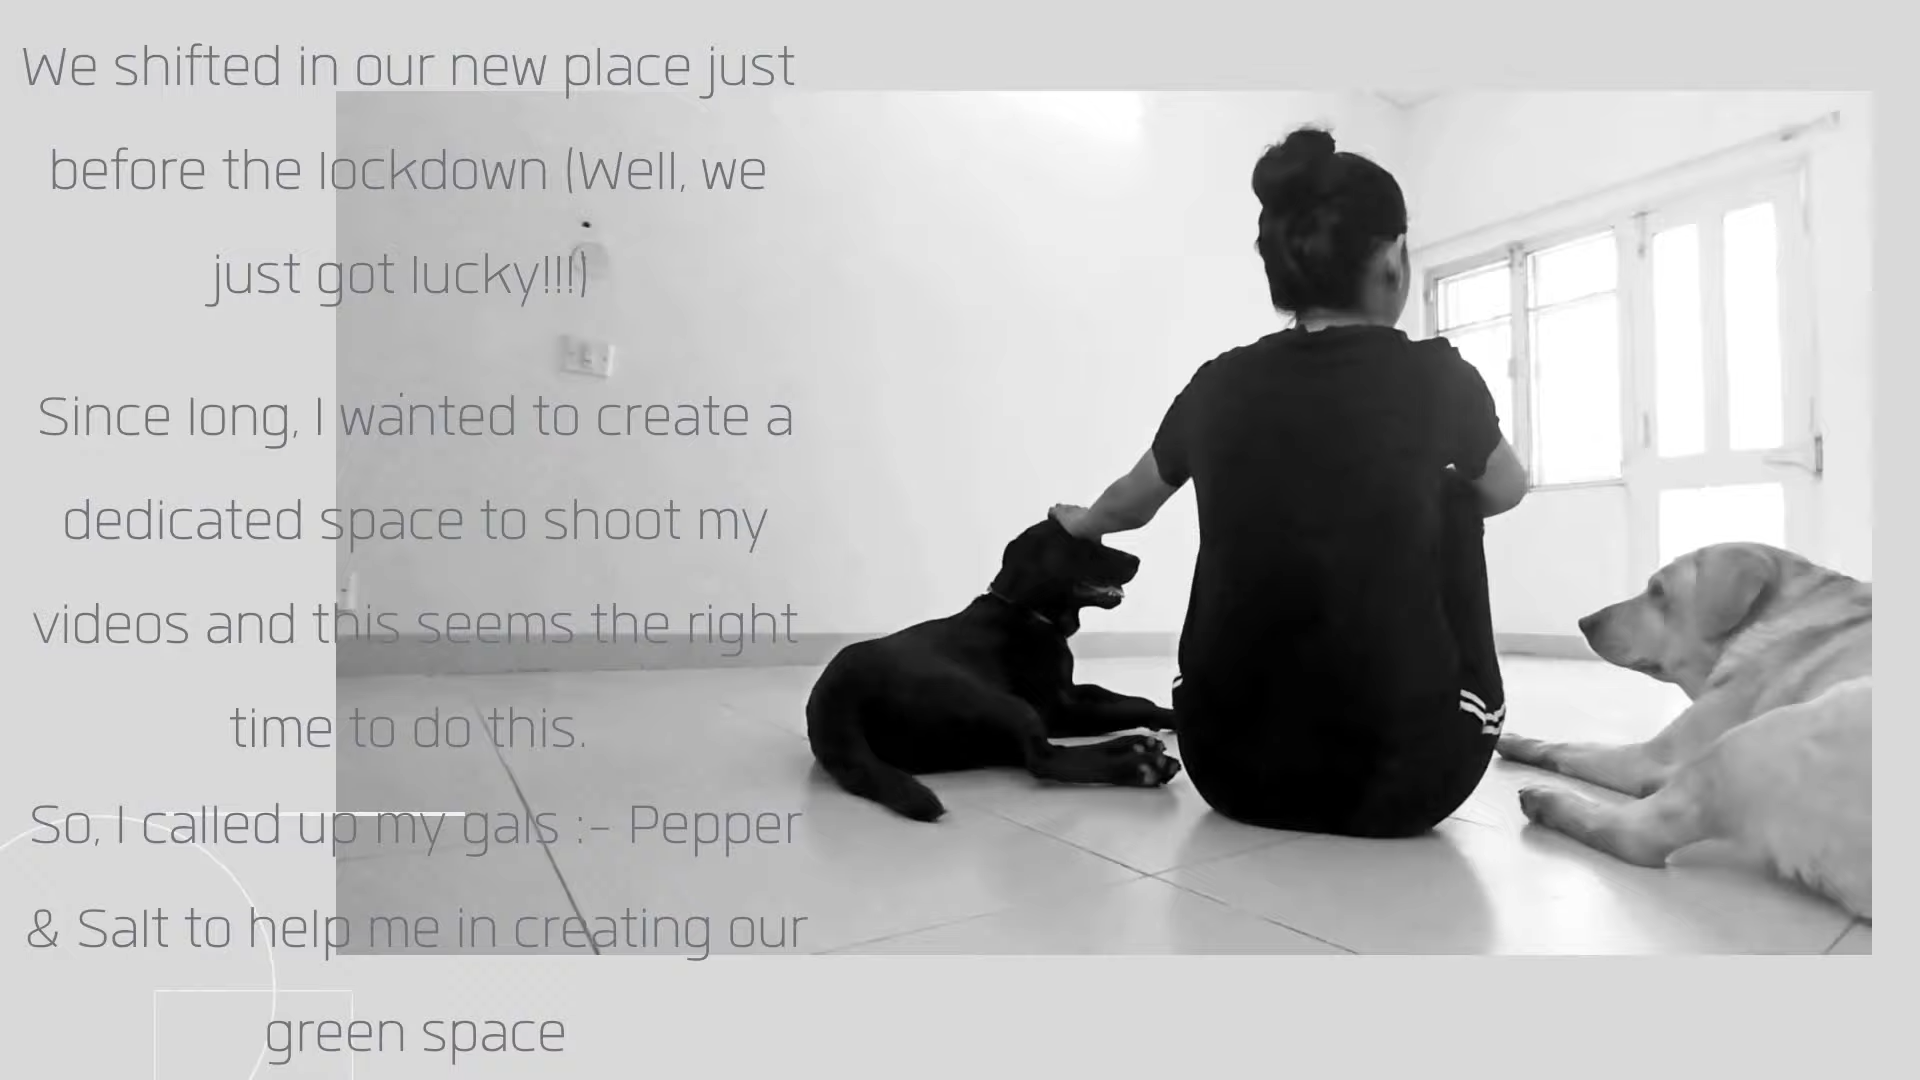 We shifted in our new place just
before the lockdown (Well, we
just got lucky!!!)
Since long, I wanted to create a
dedicated space to shoot my
videos and this seems the right
time to do this.
So, I called up my gals :- Pepper
& Salt to help me in creating our
green space